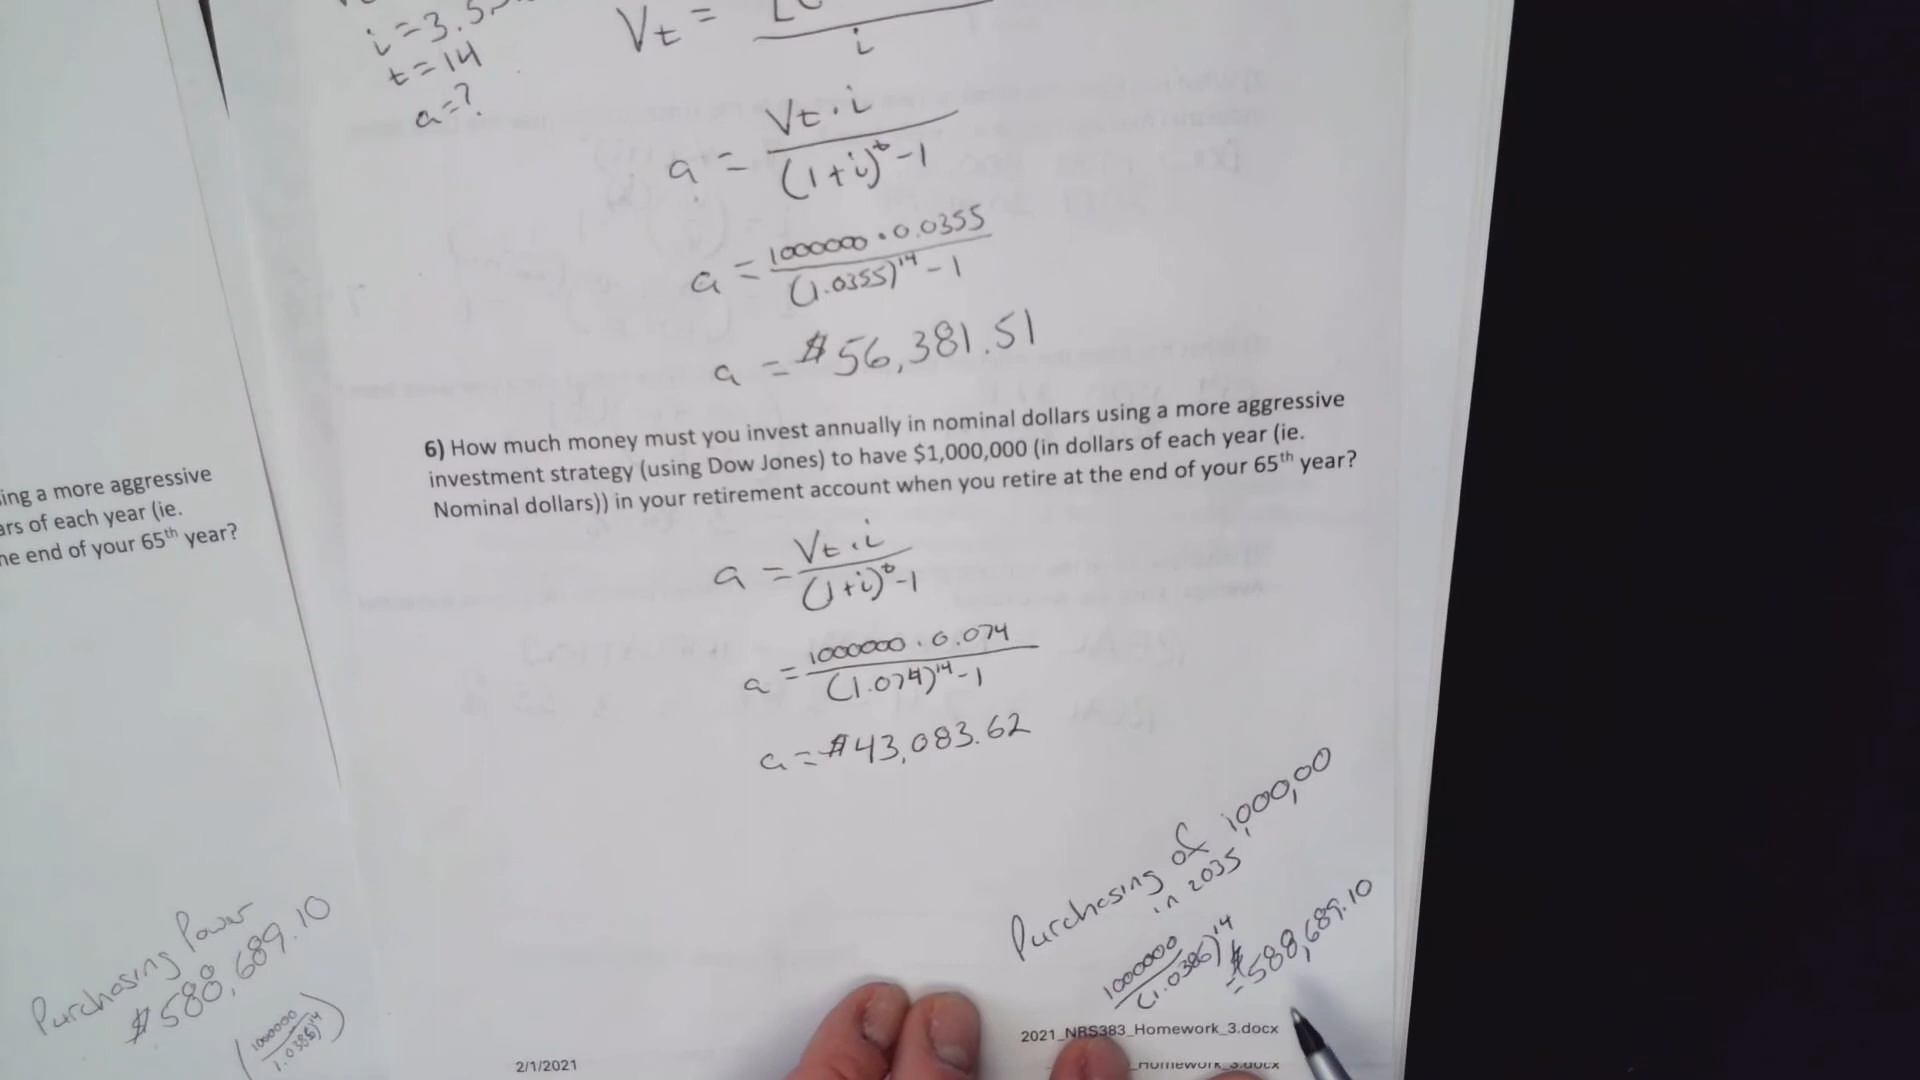 i = 3.5
t = 14
a = ?
Vt =
i
a = Vt · i
(1+i)^t - 1
a = 1000000 · 0.0355
(1.0355)^14 - 1
a = $56,381.51
6) How much money must you invest annually in nominal dollars using a more aggressive
investment strategy (using Dow Jones) to have $1,000,000 (in dollars of each year (ie.
Nominal dollars)) in your retirement account when you retire at the end of your 65th year?
a = Vt · i
(1+i)^t - 1
a = 1000000 · 0.074
(1.074)^14 - 1
a = $43,083.62
Purchasing of 1,000,00
in 2035
1000000
(1.0386)^14
= $588,689.10
2021_NRS383_Homework_3.docx
2/1/2021
_Homework_3.docx
ing a more aggressive
ars of each year (ie.
he end of your 65th year?
Purchasing Power
$588,689.10
(1000000
1.0386)^14)